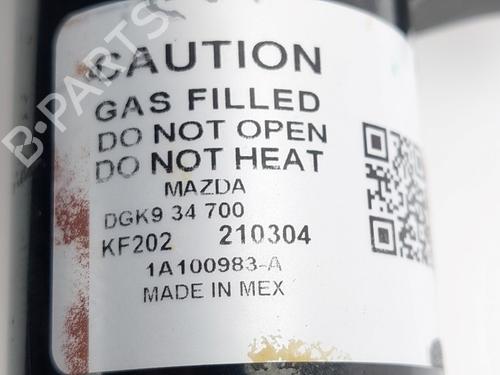 CAUTION
GAS FILLED
DO NOT OPEN
DO NOT HEAT
MAZDA
DGK9 34 700
KF202 210304
1A100983-A
MADE IN MEX
B-PARTS